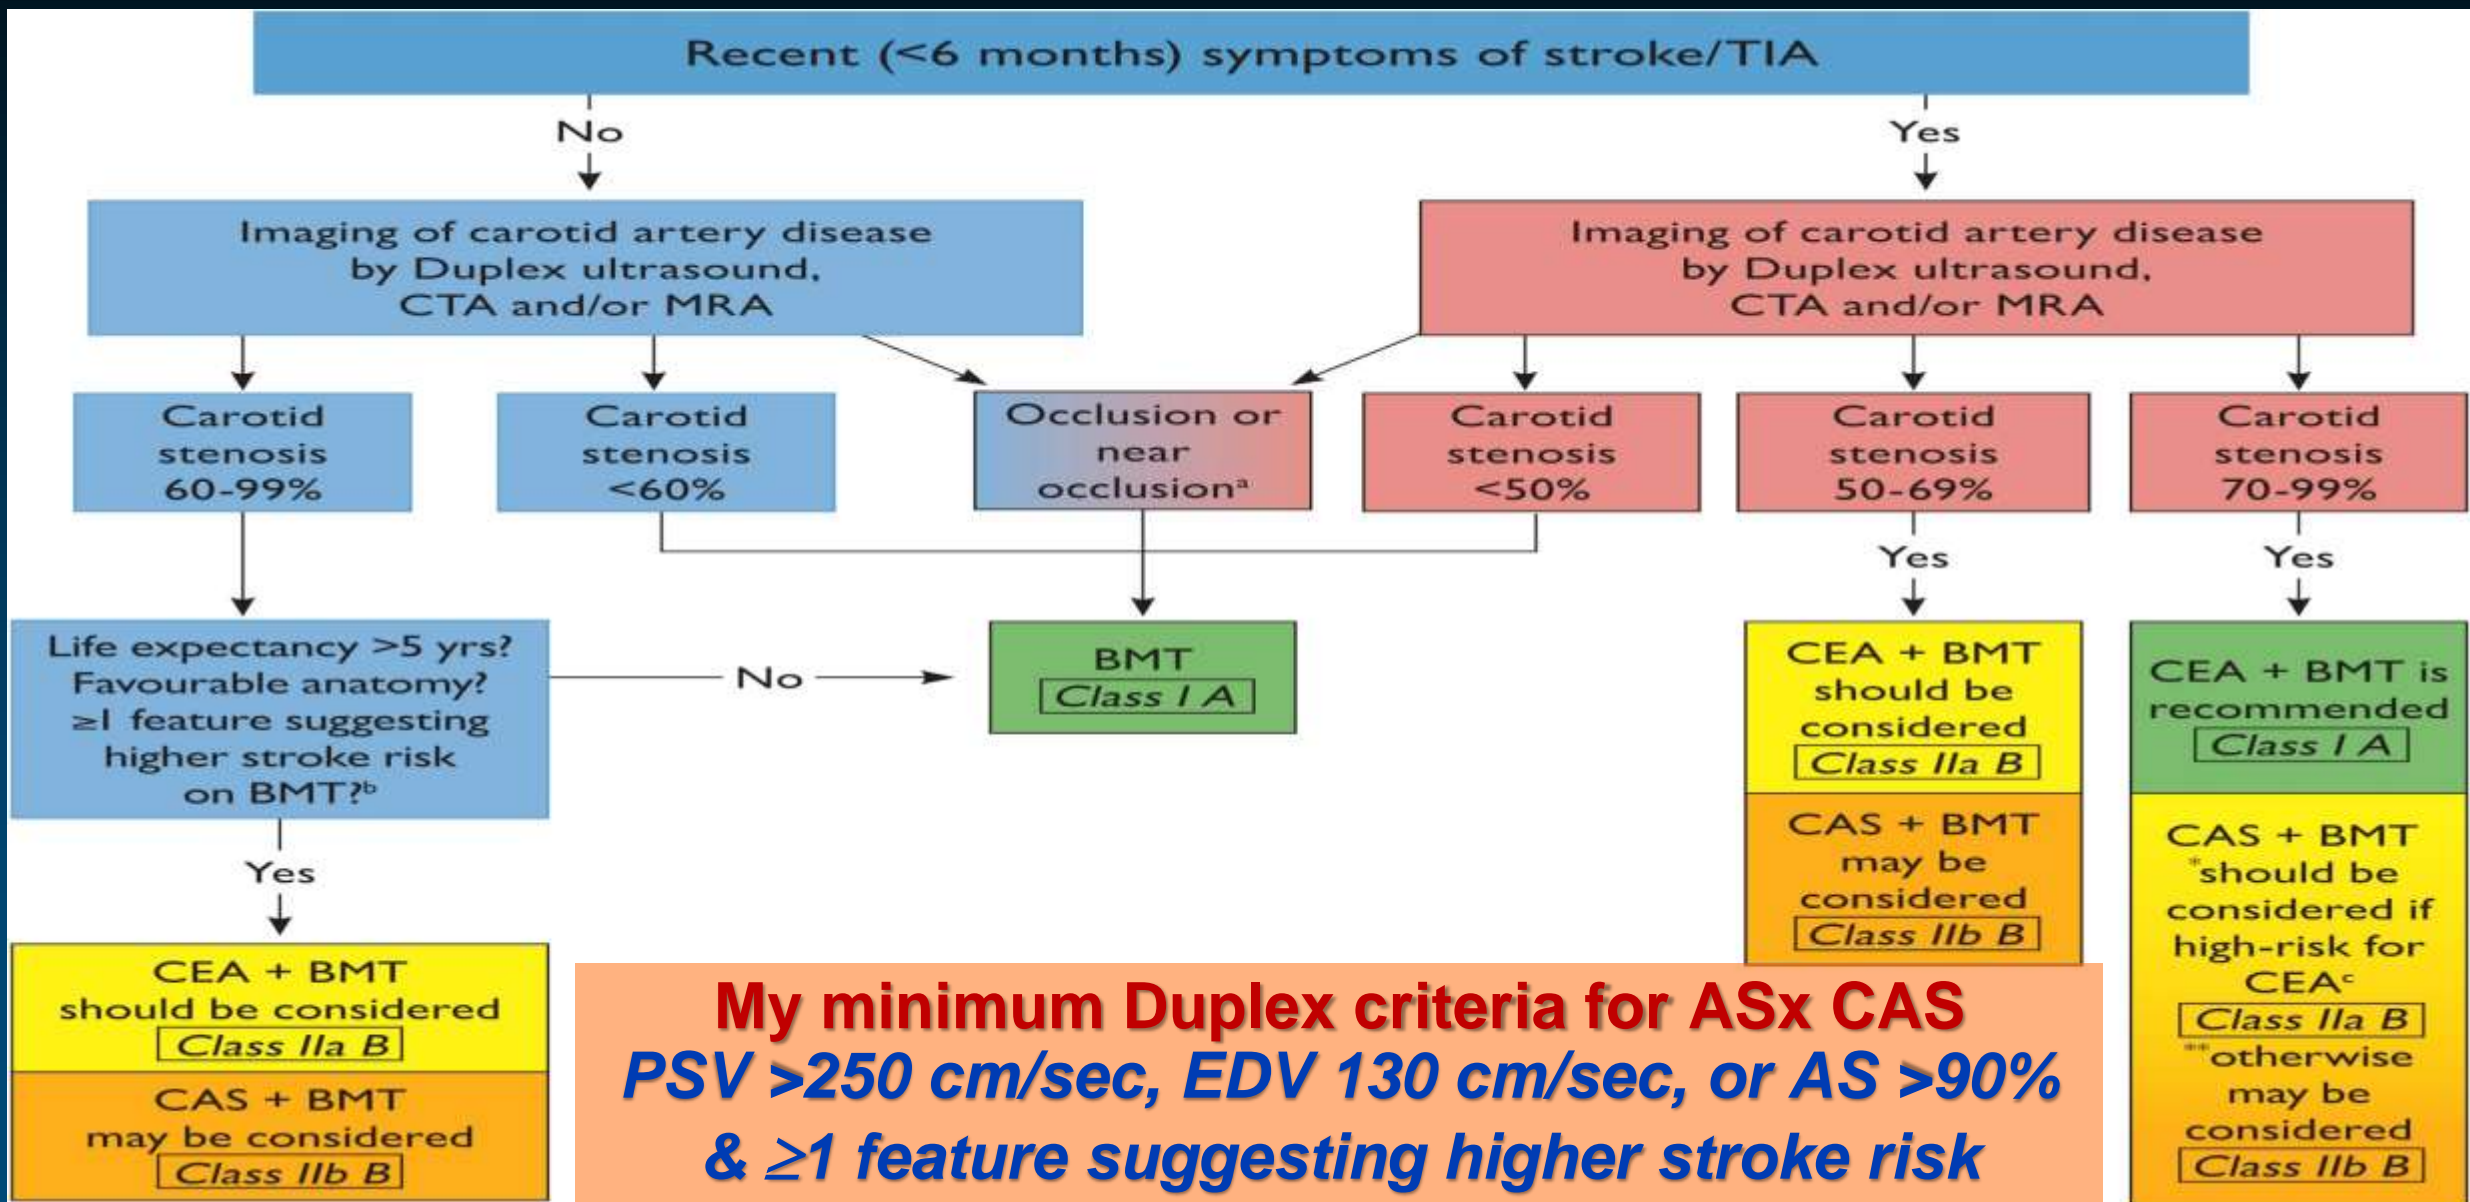 Recent (<6 months) symptoms of stroke/TIA
No
Yes
Imaging of carotid artery disease
by Duplex ultrasound,
CTA and/or MRA
Imaging of carotid artery disease
by Duplex ultrasound,
CTA and/or MRA
Carotid
stenosis
60-99%
Carotid
stenosis
<60%
Occlusion or
near
occlusionᵃ
Carotid
stenosis
<50%
Carotid
stenosis
50-69%
Carotid
stenosis
70-99%
Yes
Yes
Life expectancy >5 yrs?
Favourable anatomy?
≥1 feature suggesting
higher stroke risk
on BMT?ᵇ
No
BMT
Class I A
CEA + BMT
should be
considered
Class IIa B
CAS + BMT
may be
considered
Class IIb B
CEA + BMT is
recommended
Class I A
CAS + BMT
*should be
considered if
high-risk for
CEAᶜ
Class IIa B
**otherwise
may be
considered
Class IIb B
Yes
CEA + BMT
should be considered
Class IIa B
CAS + BMT
may be considered
Class IIb B
My minimum Duplex criteria for ASx CAS
PSV >250 cm/sec, EDV 130 cm/sec, or AS >90%
& ≥1 feature suggesting higher stroke risk